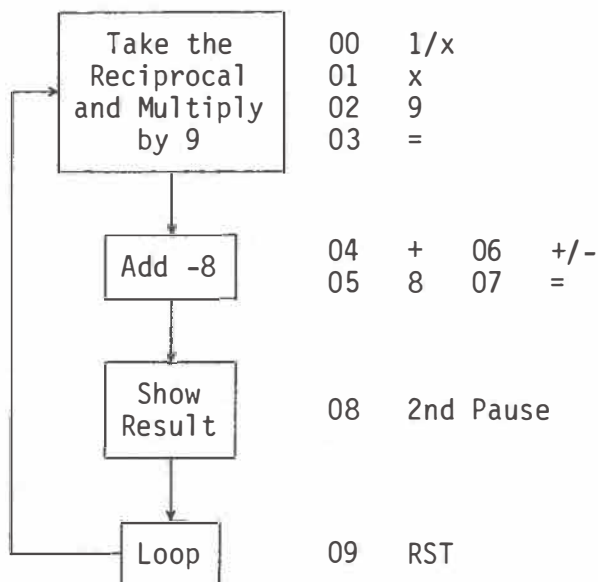 Take the
Reciprocal
and Multiply
by 9
00 1/x
01 x
02 9
03 =
Add -8
04 + 06 +/-
05 8 07 =
Show
Result
08 2nd Pause
Loop
09 RST